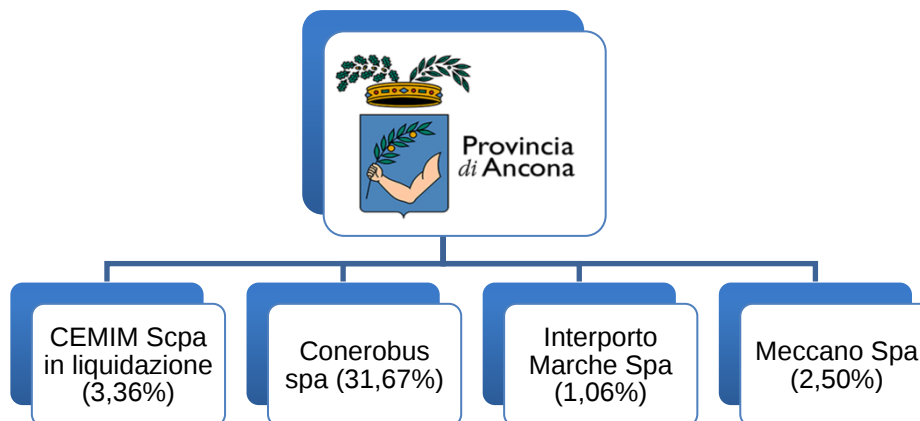 Provincia
di Ancona
CEMIM Scpa
in liquidazione
(3,36%)
Conerobus
spa (31,67%)
Interporto
Marche Spa
(1,06%)
Meccano Spa
(2,50%)